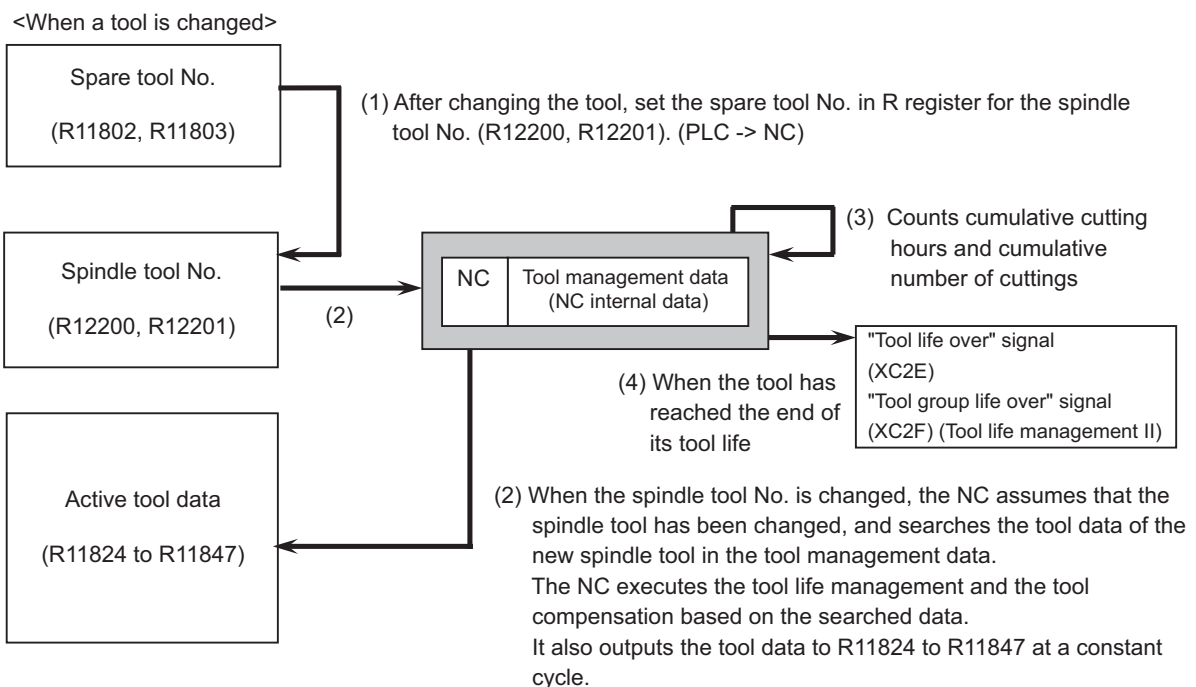 <When a tool is changed>
Spare tool No.
(R11802, R11803)
(1) After changing the tool, set the spare tool No. in R register for the spindle
tool No. (R12200, R12201). (PLC -> NC)
Spindle tool No.
(R12200, R12201)
(2)
NC
Tool management data
(NC internal data)
(3) Counts cumulative cutting
hours and cumulative
number of cuttings
(4) When the tool has
reached the end of
its tool life
"Tool life over" signal
(XC2E)
"Tool group life over" signal
(XC2F) (Tool life management II)
Active tool data
(R11824 to R11847)
(2) When the spindle tool No. is changed, the NC assumes that the
spindle tool has been changed, and searches the tool data of the
new spindle tool in the tool management data.
The NC executes the tool life management and the tool
compensation based on the searched data.
It also outputs the tool data to R11824 to R11847 at a constant
cycle.